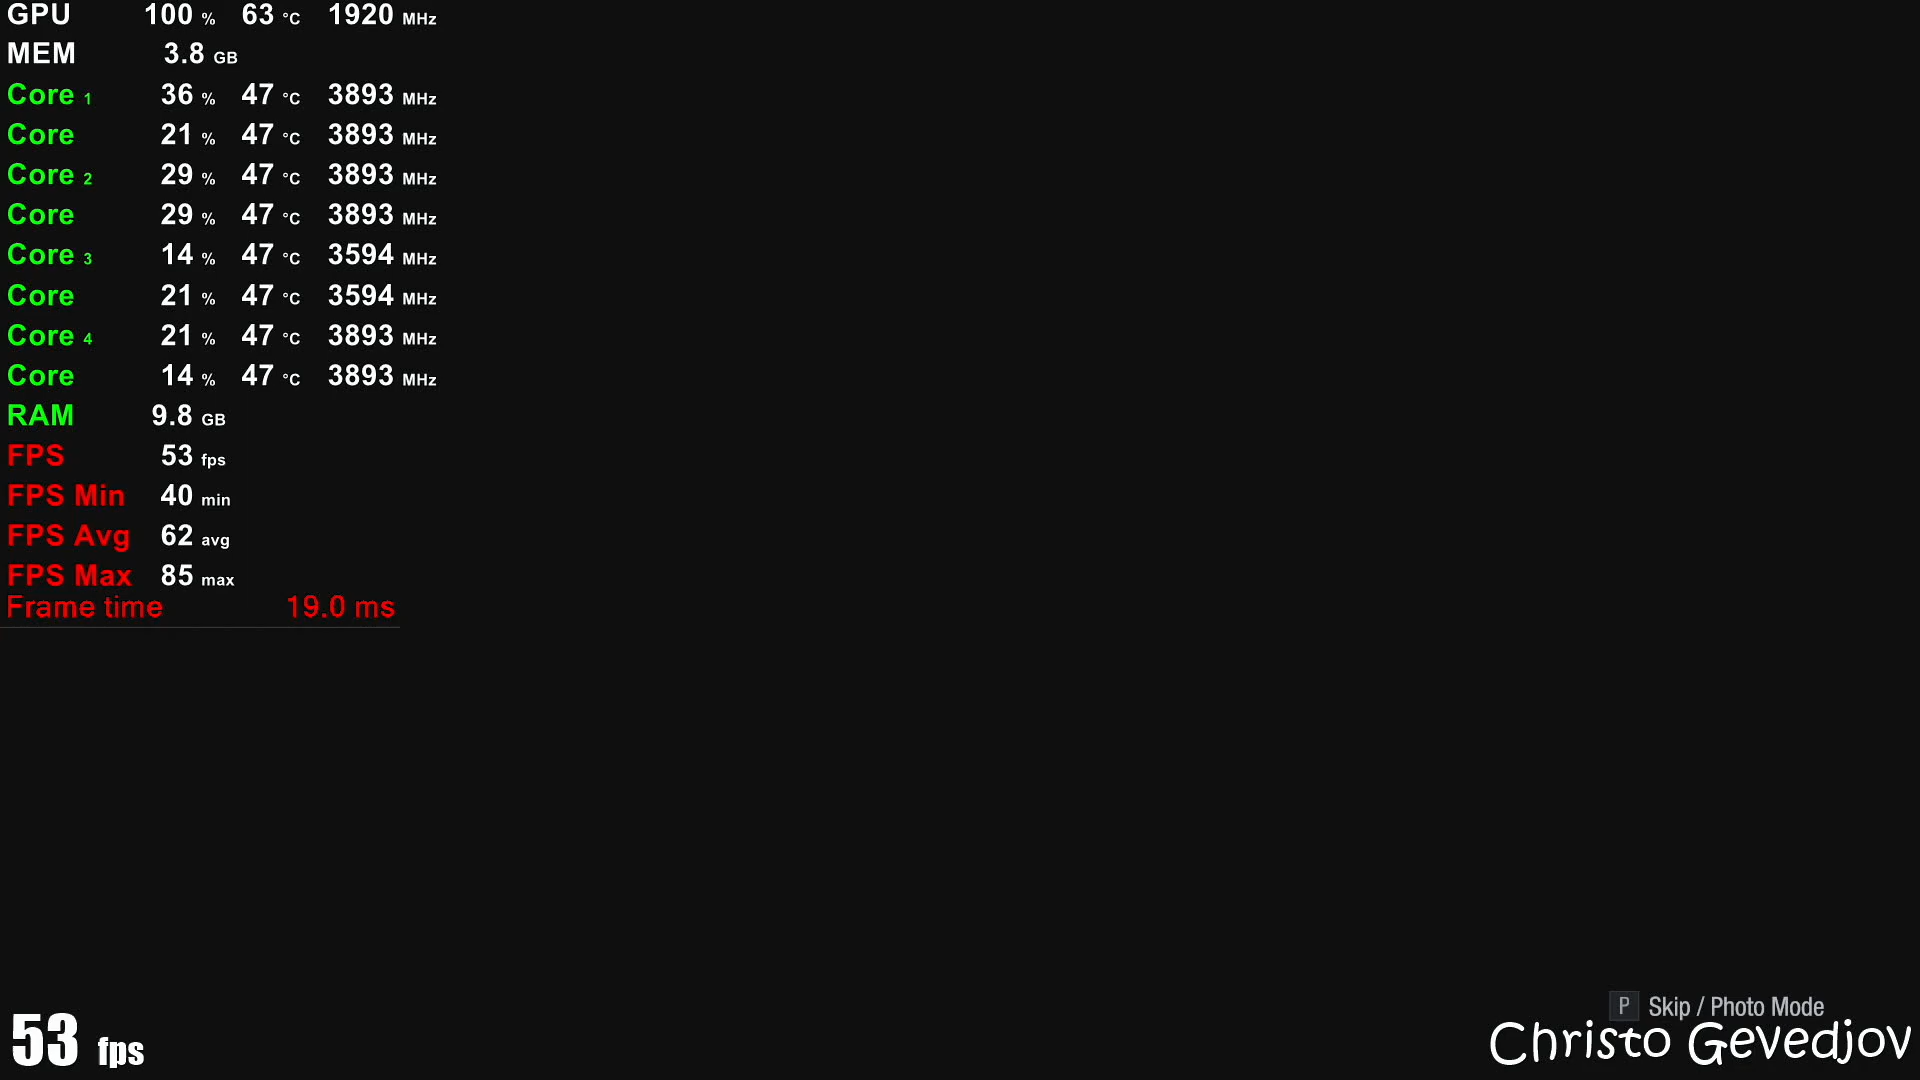 GPU 100 % 63 °C 1920 MHz
MEM 3.8 GB
Core 1 36 % 47 °C 3893 MHz
Core 21 % 47 °C 3893 MHz
Core 2 29 % 47 °C 3893 MHz
Core 29 % 47 °C 3893 MHz
Core 3 14 % 47 °C 3594 MHz
Core 21 % 47 °C 3594 MHz
Core 4 21 % 47 °C 3893 MHz
Core 14 % 47 °C 3893 MHz
RAM 9.8 GB
FPS 53 fps
FPS Min 40 min
FPS Avg 62 avg
FPS Max 85 max
Frame time 19.0 ms
P Skip / Photo Mode
53 fps
Christo Gevedjov